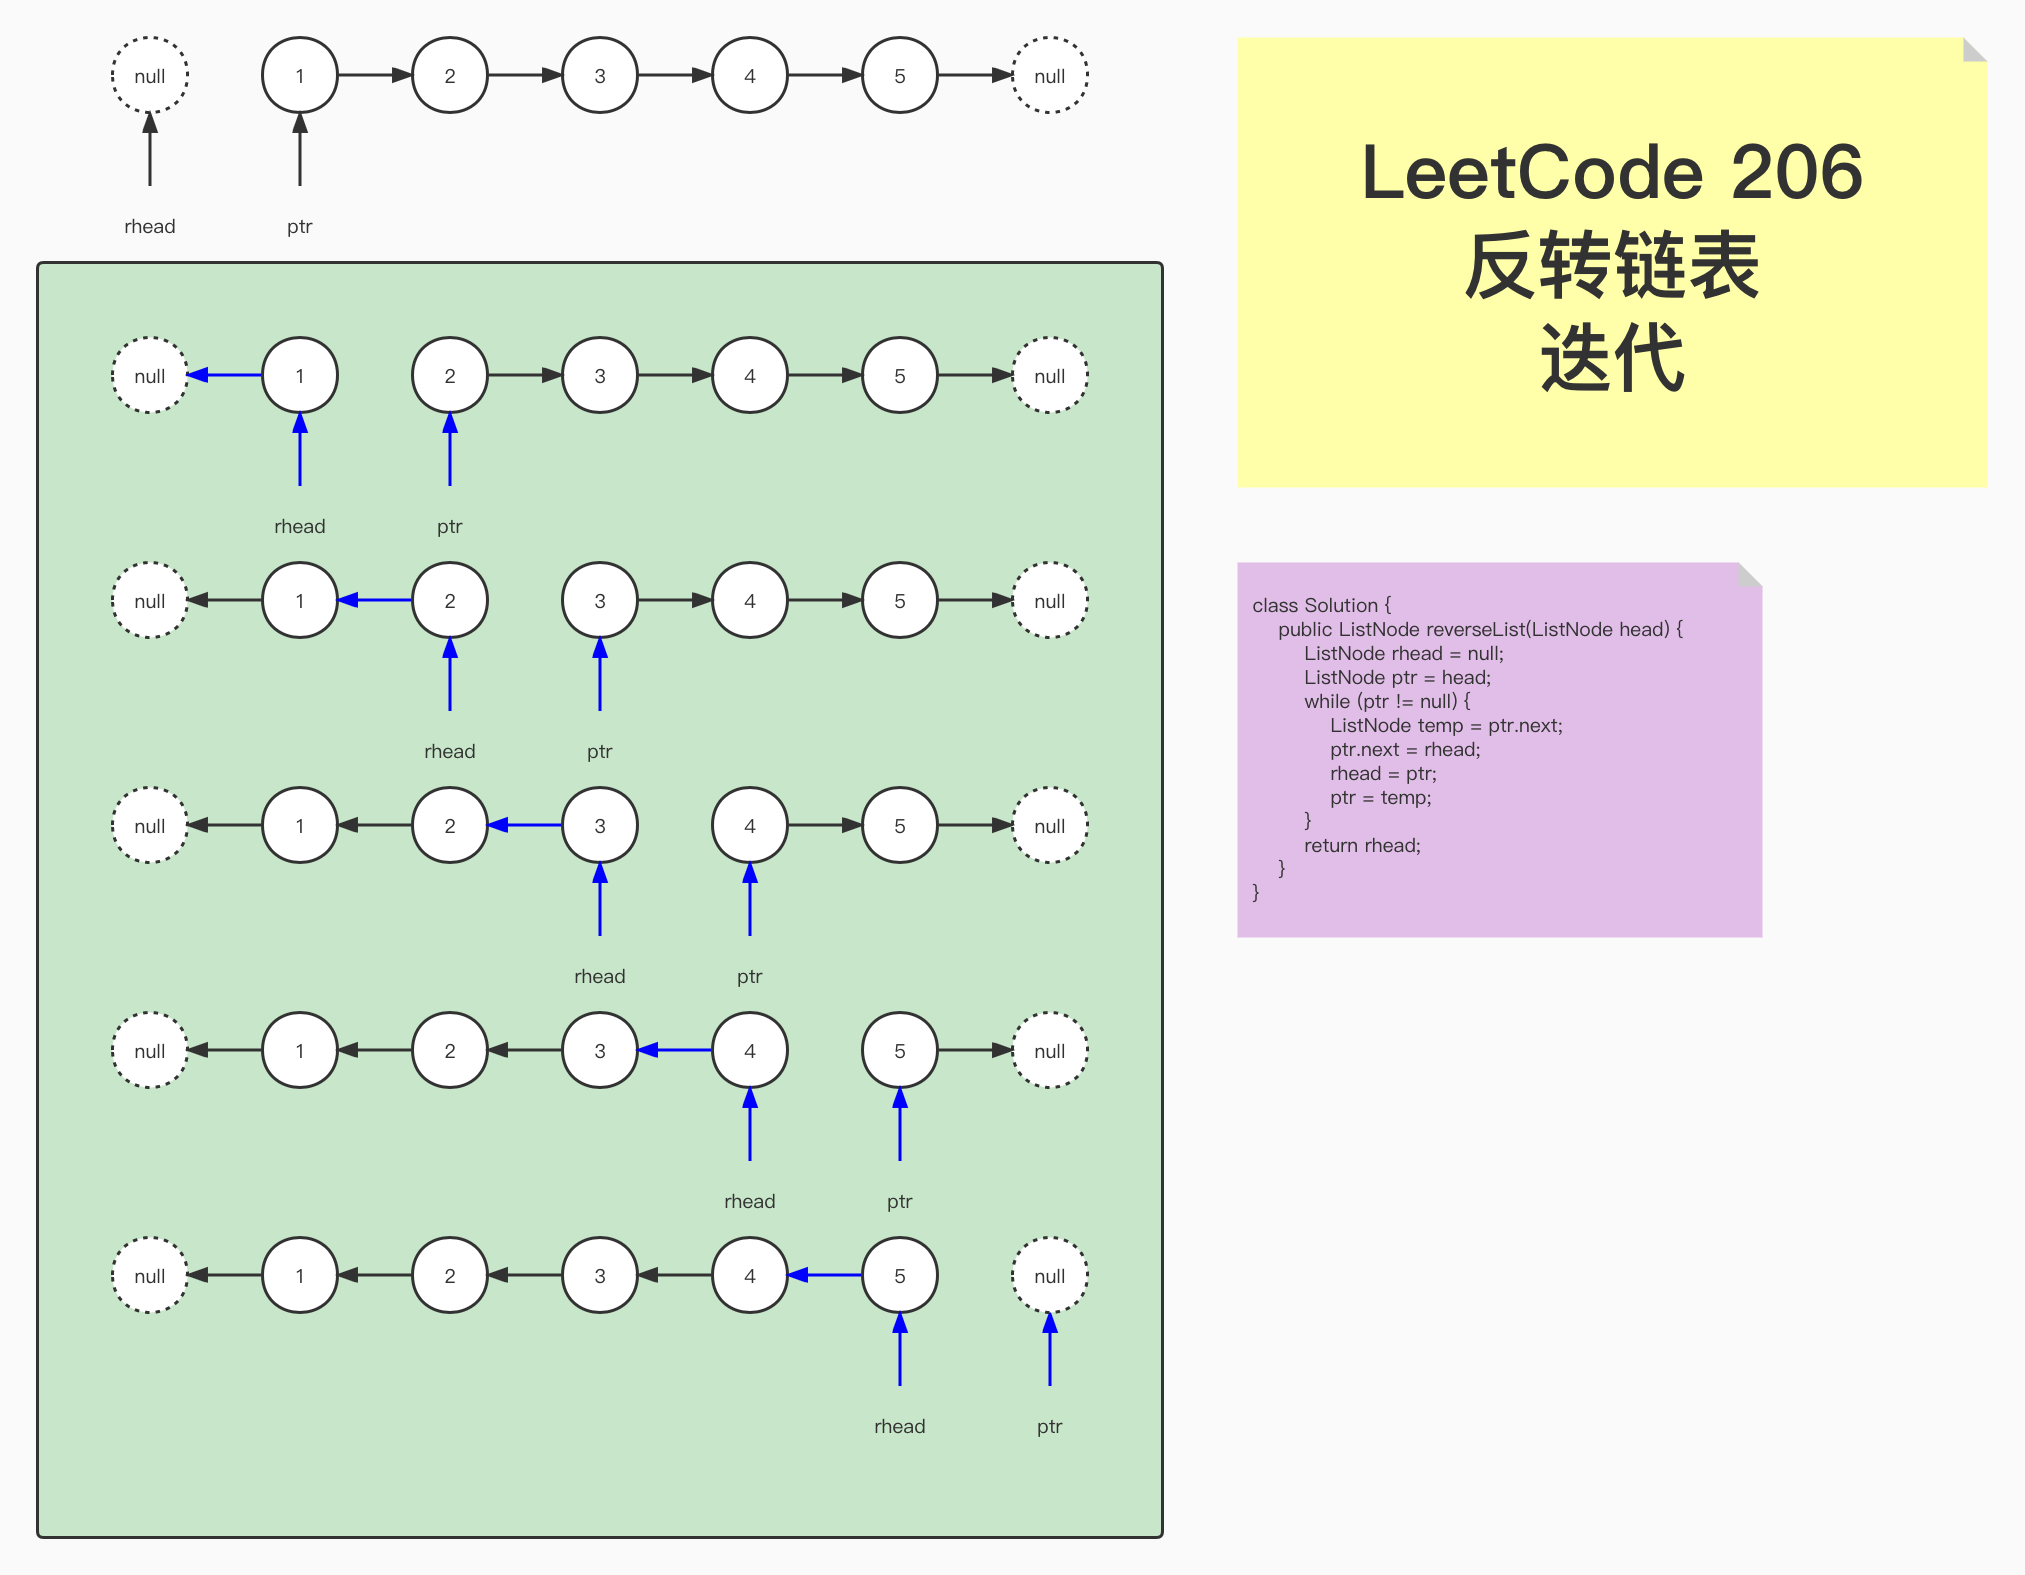 null 1 2 3 4 5 null
rhead ptr
null 1 2 3 4 5 null
rhead ptr
null 1 2 3 4 5 null
rhead ptr
null 1 2 3 4 5 null
rhead ptr
null 1 2 3 4 5 null
rhead ptr
null 1 2 3 4 5 null
rhead ptr
LeetCode 206
反转链表
迭代
class Solution {
public ListNode reverseList(ListNode head) {
ListNode rhead = null;
ListNode ptr = head;
while (ptr != null) {
ListNode temp = ptr.next;
ptr.next = rhead;
rhead = ptr;
ptr = temp;
}
return rhead;
}
}